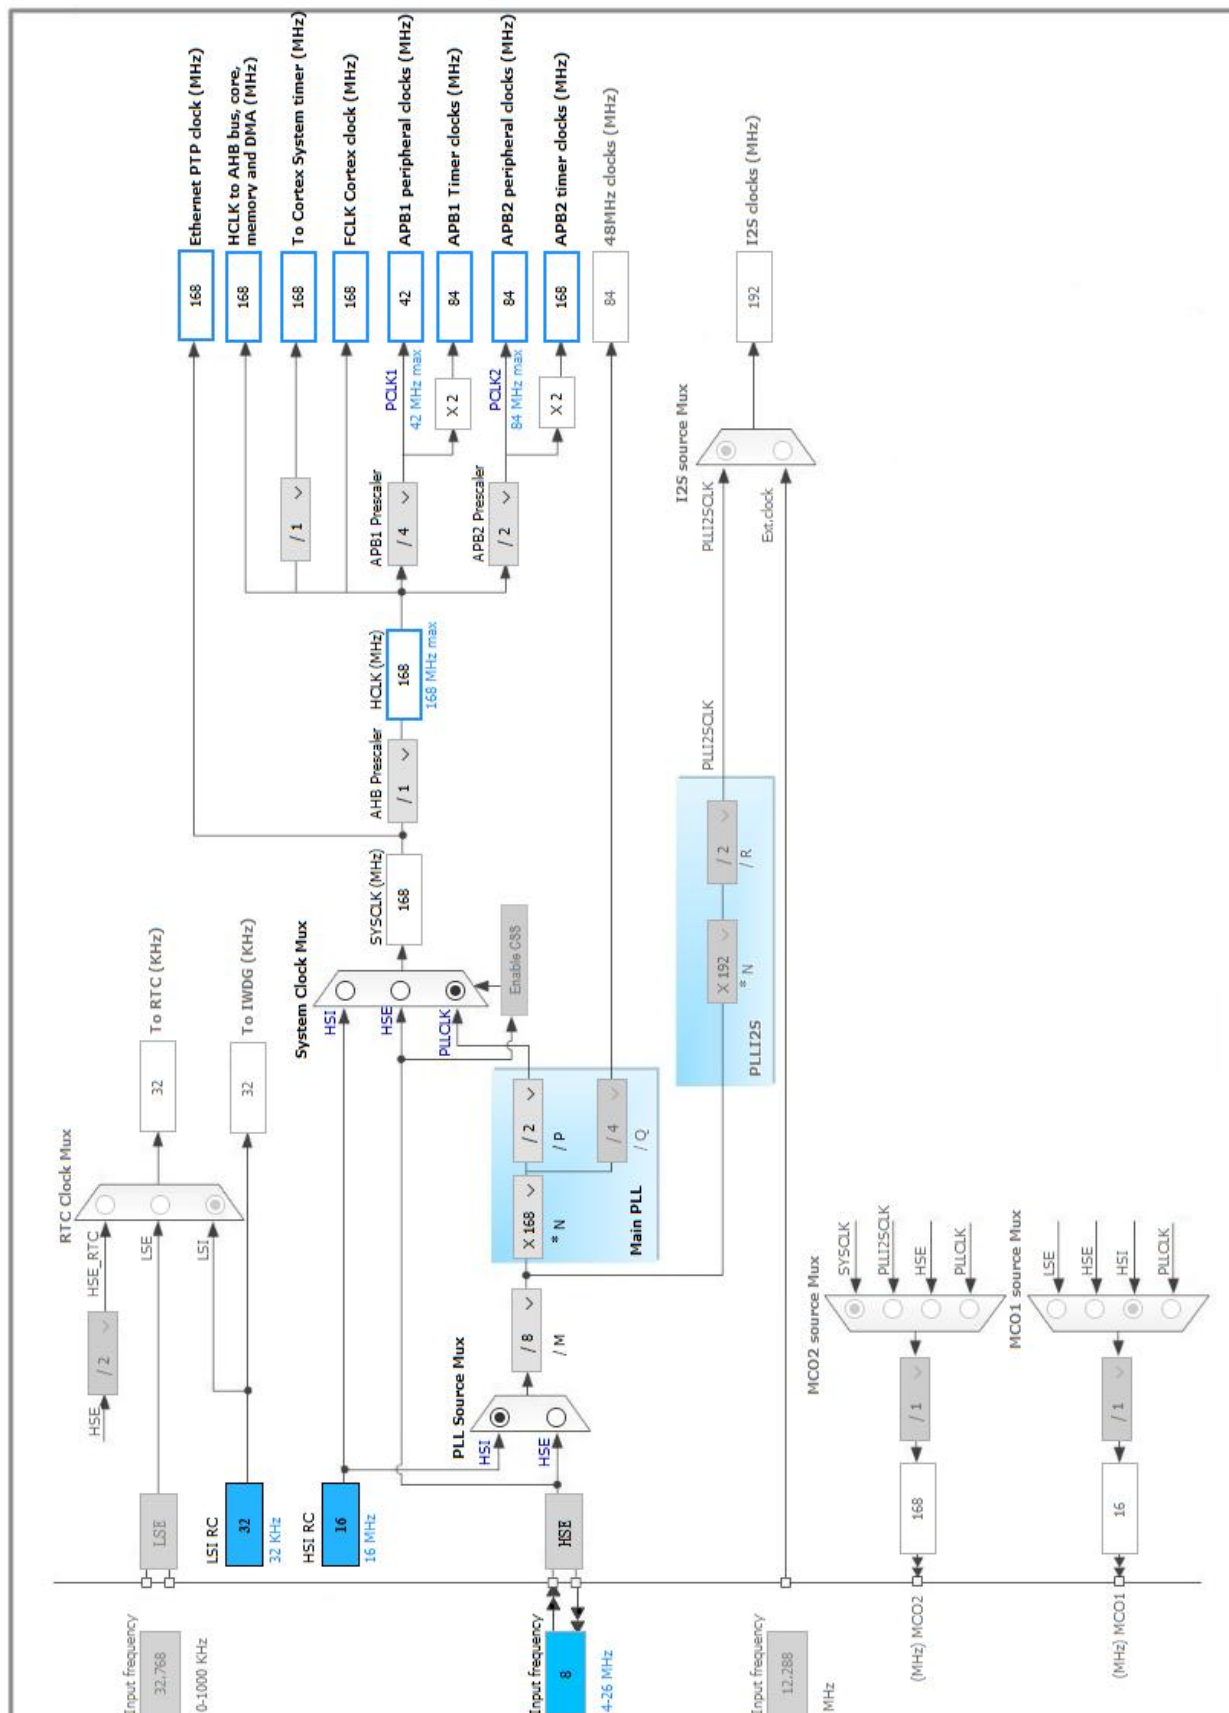 Input frequency
32.768
0-1000 KHz
LSE
HSE
/ 2
HSE_RTC
LSE
LSI
RTC Clock Mux
32
To RTC (KHz)
LSI RC
32
32 KHz
32
To IWDG (KHz)
HSI RC
16
16 MHz
System Clock Mux
HSI
HSE
PLLCLK
Enable CSS
SYSCLK (MHz)
168
AHB Prescaler
/ 1
HCLK (MHz)
168
168 MHz max
/ 1
APB1 Prescaler
/ 4
PCLK1
42 MHz max
X 2
APB2 Prescaler
/ 2
PCLK2
84 MHz max
X 2
168
Ethernet PTP clock (MHz)
168
HCLK to AHB bus, core,
memory and DMA (MHz)
168
To Cortex System timer (MHz)
168
FCLK Cortex clock (MHz)
42
APB1 peripheral clocks (MHz)
84
APB1 Timer clocks (MHz)
84
APB2 peripheral clocks (MHz)
168
APB2 timer clocks (MHz)
84
48MHz clocks (MHz)
Input frequency
8
4-26 MHz
HSE
PLL Source Mux
HSI
HSE
/ 8
/ M
X 168
* N
/ 2
/ P
/ 4
/ Q
Main PLL
X 192
* N
/ 2
/ R
PLLI2S
PLLI2SCLK
PLLI2SCLK
Ext.clock
I2S source Mux
192
I2S clocks (MHz)
Input frequency
12.288
MHz
(MHz) MCO2
168
/ 1
MCO2 source Mux
SYSCLK
PLLI2SCLK
HSE
PLLCLK
(MHz) MCO1
16
/ 1
MCO1 source Mux
LSE
HSE
HSI
PLLCLK